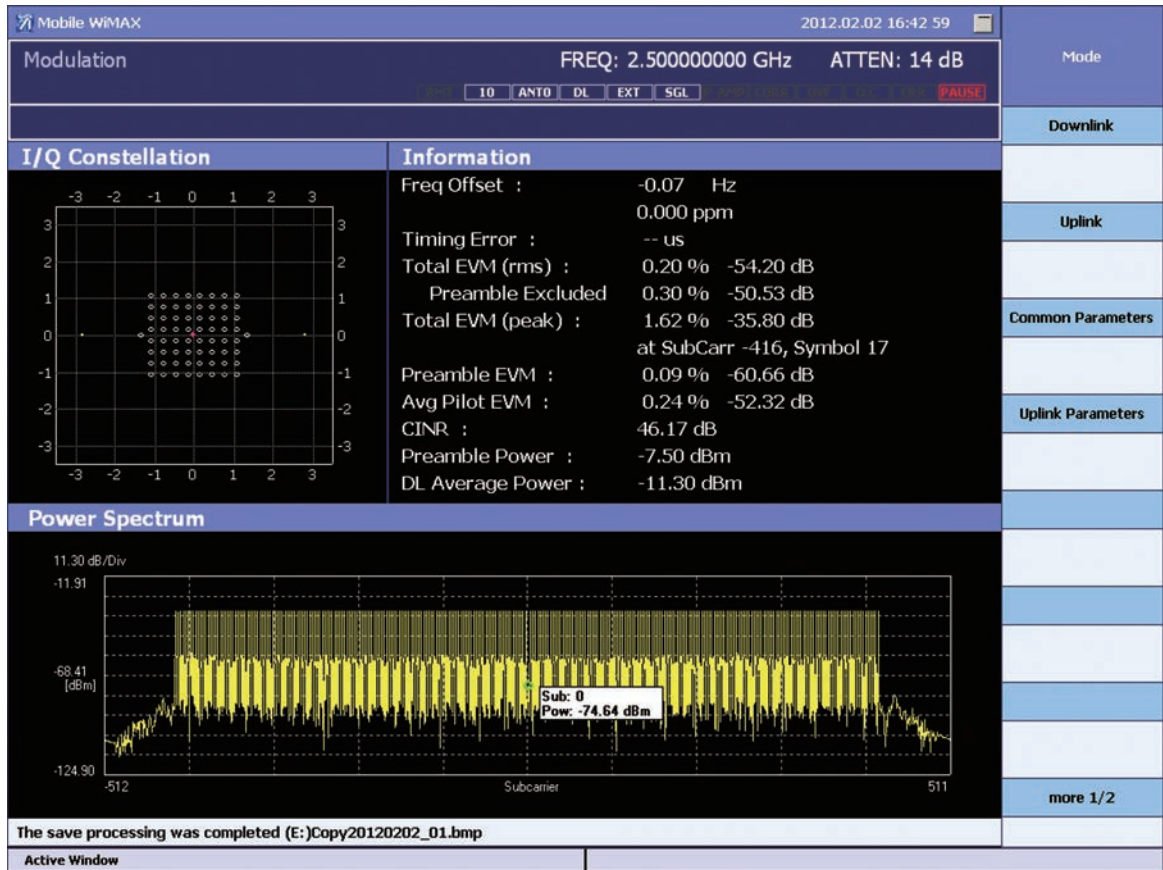 Mobile WiMAX 2012.02.02 16:42 59
Modulation FREQ: 2.500000000 GHz ATTEN: 14 dB
10 ANT0 DL EXT SGL PAUSE
I/Q Constellation
-3 -2 -1 0 1 2 3
3 3
2 2
1 1
0 0
-1 -1
-2 -2
-3 -3
-3 -2 -1 0 1 2 3
Information
Freq Offset : -0.07 Hz
0.000 ppm
Timing Error : -- us
Total EVM (rms) : 0.20 % -54.20 dB
Preamble Excluded 0.30 % -50.53 dB
Total EVM (peak) : 1.62 % -35.80 dB
at SubCarr -416, Symbol 17
Preamble EVM : 0.09 % -60.66 dB
Avg Pilot EVM : 0.24 % -52.32 dB
CINR : 46.17 dB
Preamble Power : -7.50 dBm
DL Average Power : -11.30 dBm
Power Spectrum
11.30 dB/Div
-11.91
-68.41
[dBm]
Sub: 0
Pow: -74.64 dBm
-124.90
-512 Subcarrier 511
The save processing was completed (E:)Copy20120202_01.bmp
Active Window
Mode
Downlink
Uplink
Common Parameters
Uplink Parameters
more 1/2